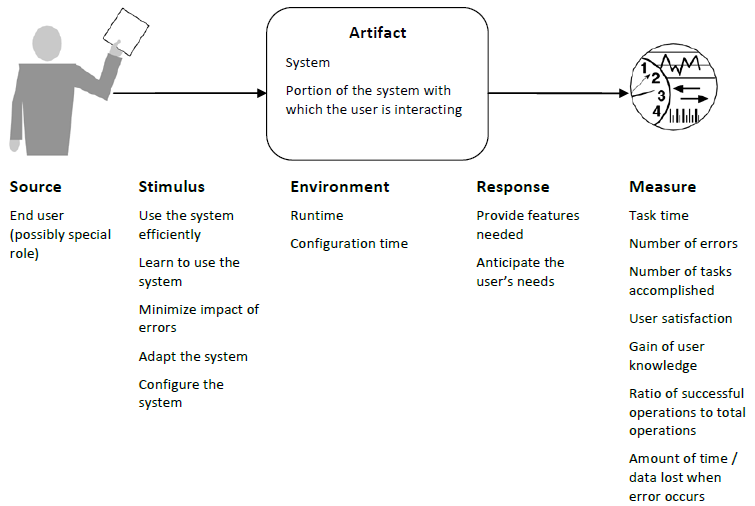 Artifact
System
Portion of the system with
which the user is interacting
1
2
3
4
Source
End user
(possibly special
role)
Stimulus
Use the system
efficiently
Learn to use the
system
Minimize impact of
errors
Adapt the system
Configure the
system
Environment
Runtime
Configuration time
Response
Provide features
needed
Anticipate the
user’s needs
Measure
Task time
Number of errors
Number of tasks
accomplished
User satisfaction
Gain of user
knowledge
Ratio of successful
operations to total
operations
Amount of time /
data lost when
error occurs